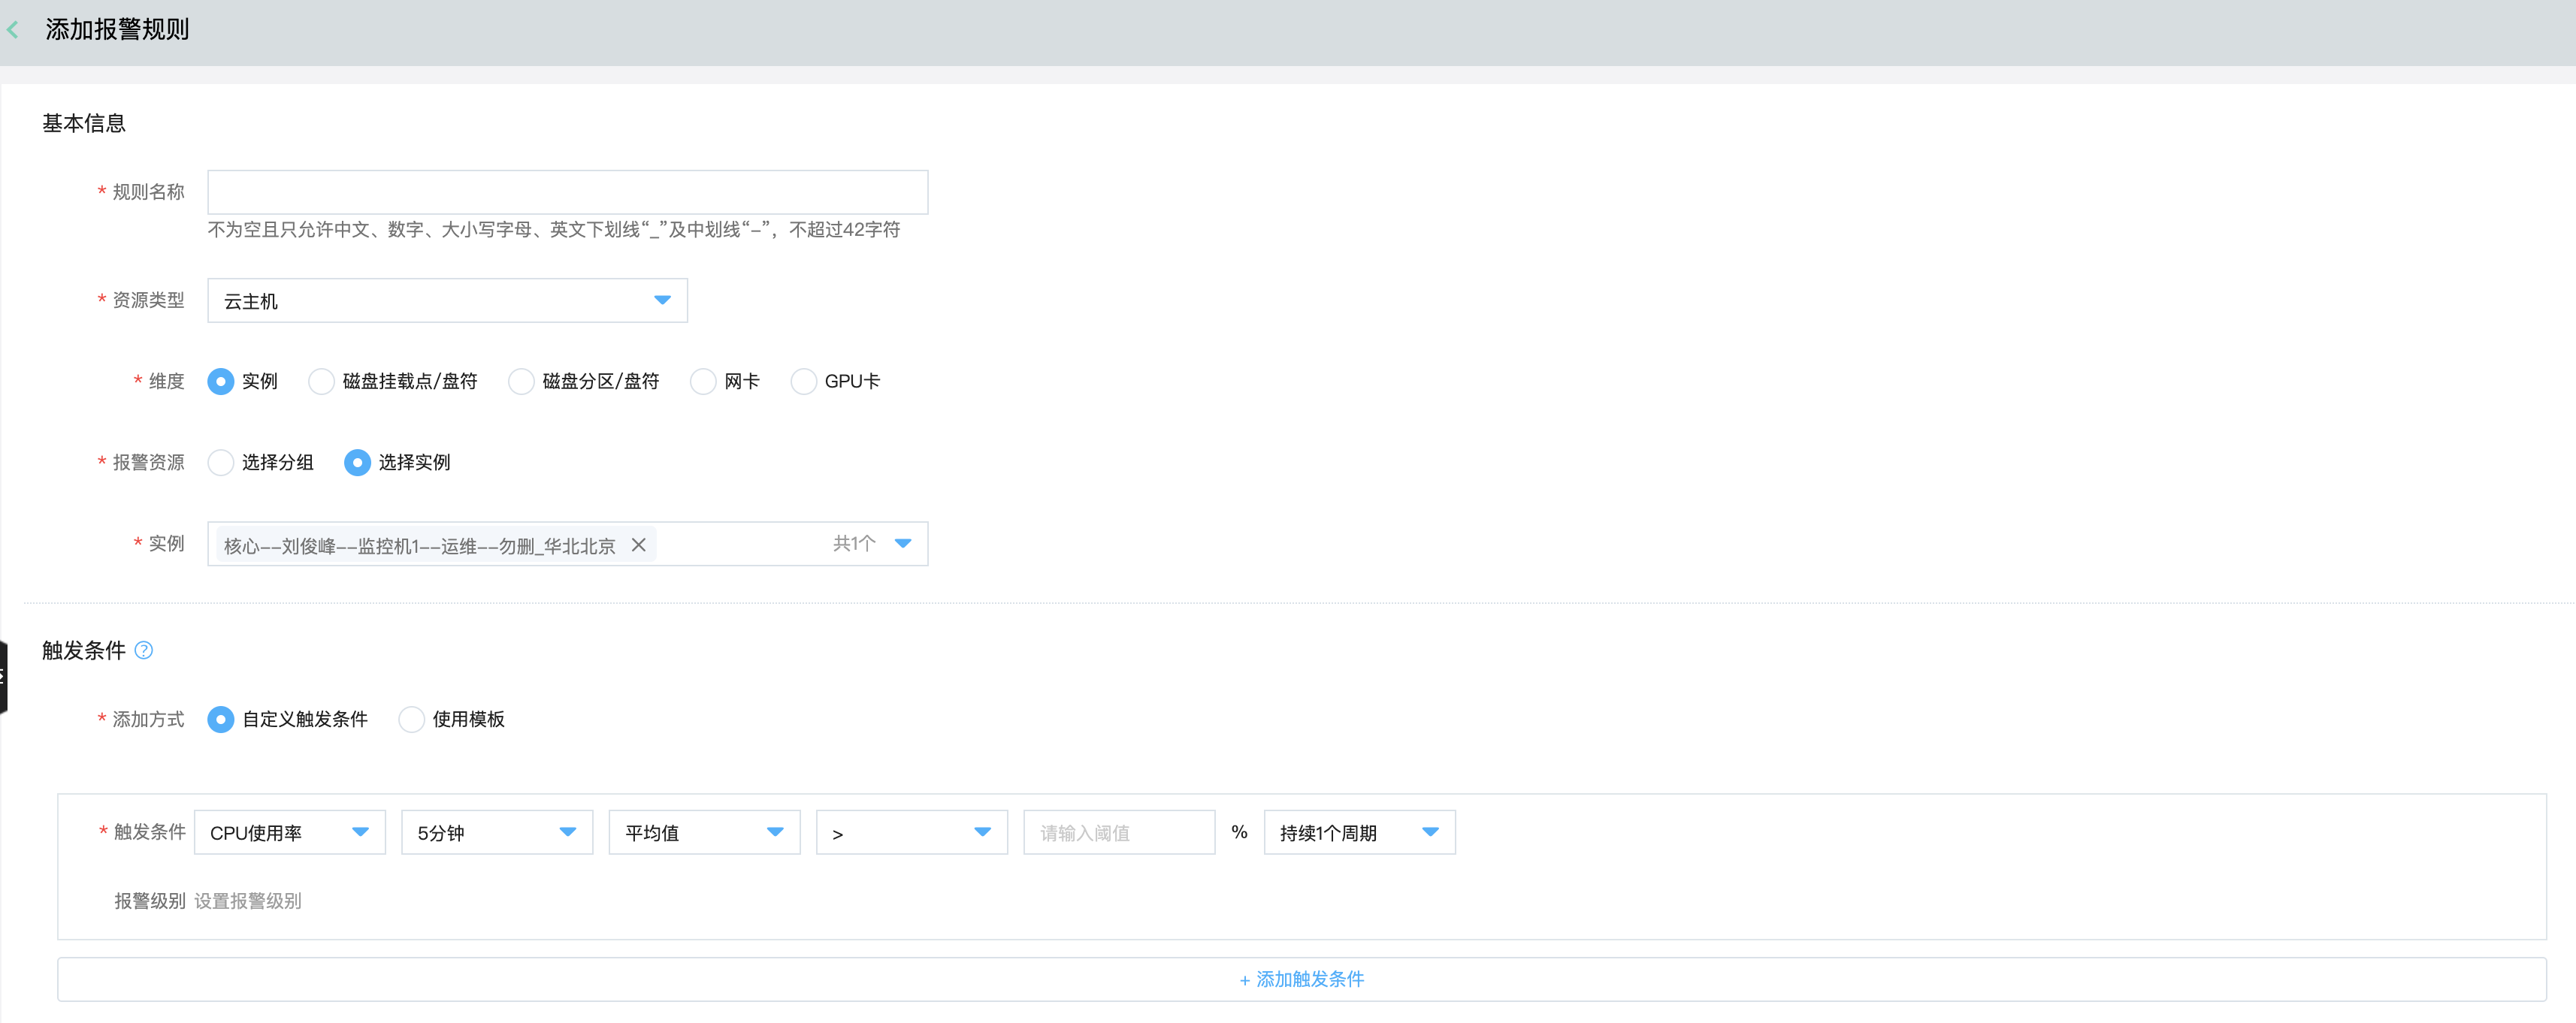 添加报警规则
基本信息
* 规则名称
不为空且只允许中文、数字、大小写字母、英文下划线“_”及中划线“-”，不超过42字符
* 资源类型 云主机
* 维度 实例 磁盘挂载点/盘符 磁盘分区/盘符 网卡 GPU卡
* 报警资源 选择分组 选择实例
* 实例 核心--刘俊峰--监控机1--运维--勿删_华北北京 共1个
触发条件 ?
* 添加方式 自定义触发条件 使用模板
* 触发条件 CPU使用率 5分钟 平均值 > 请输入阈值 % 持续1个周期
报警级别 设置报警级别
+ 添加触发条件